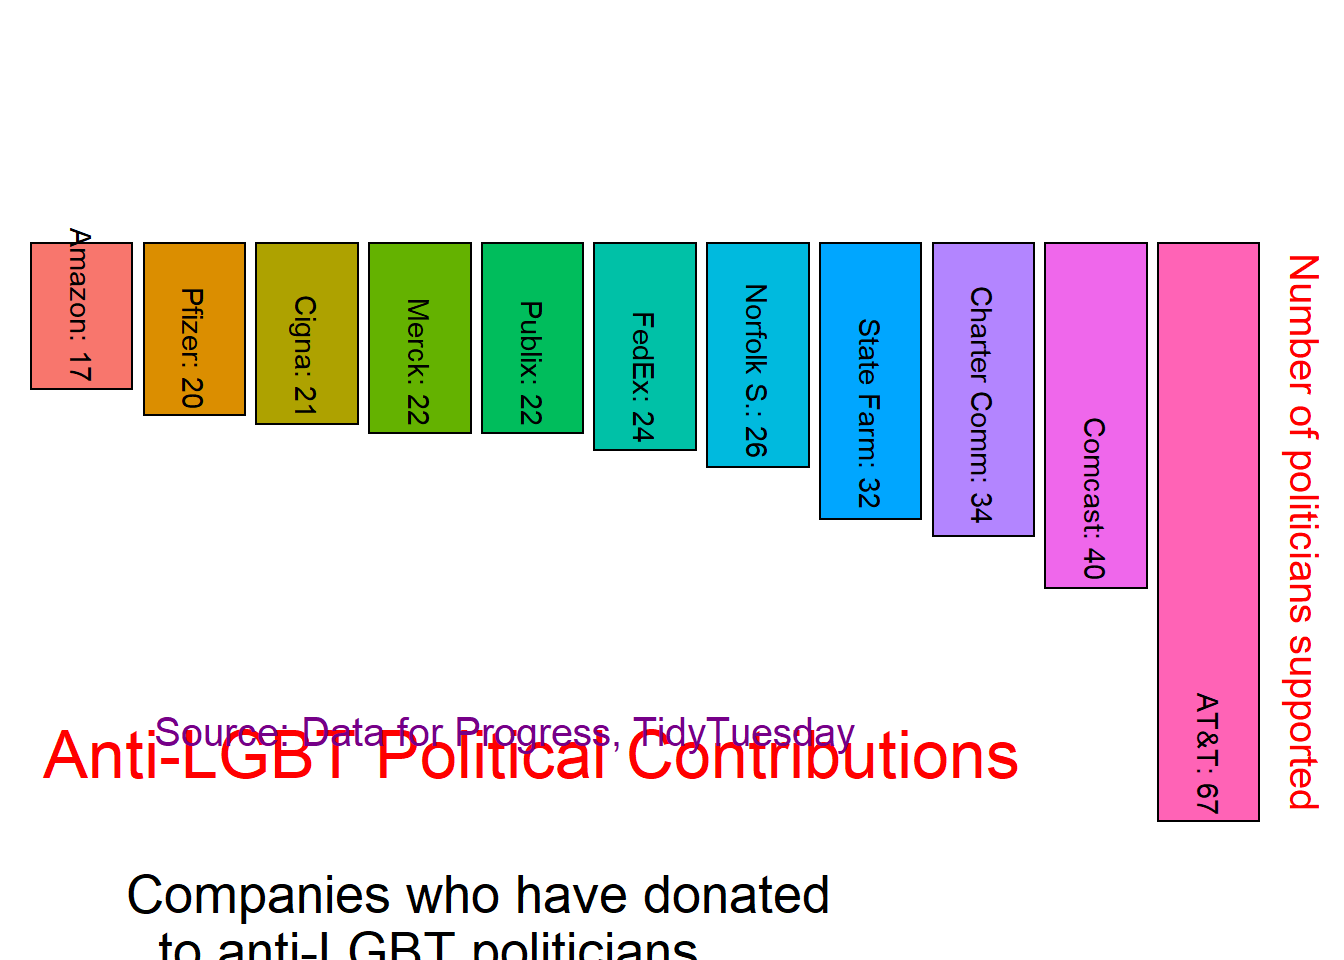 Amazon: 17
Pfizer: 20
Cigna: 21
Merck: 22
Publix: 22
FedEx: 24
Norfolk S.: 26
State Farm: 32
Charter Comm: 34
Comcast: 40
AT&T: 67
Number of politicians supported
Source: Data for Progress, TidyTuesday
Anti-LGBT Political Contributions
Companies who have donated
to anti-LGBT politicians